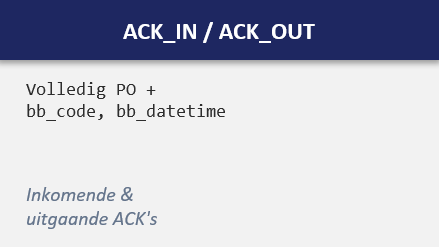 ACK_IN / ACK_OUT
Volledig PO +
bb_code, bb_datetime
Inkomende &
uitgaande ACK's